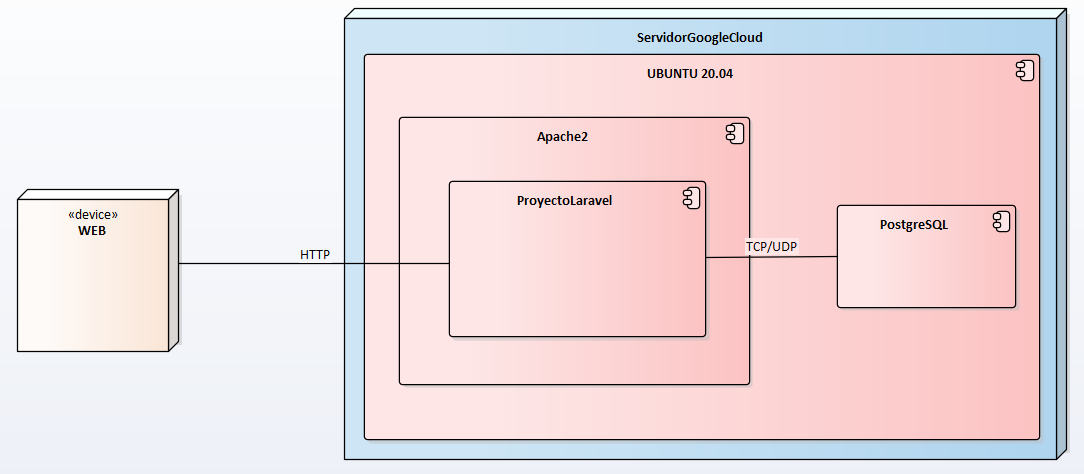 ServidorGoogleCloud
UBUNTU 20.04
Apache2
ProyectoLaravel
«device»
WEB
HTTP
TCP/UDP
PostgreSQL